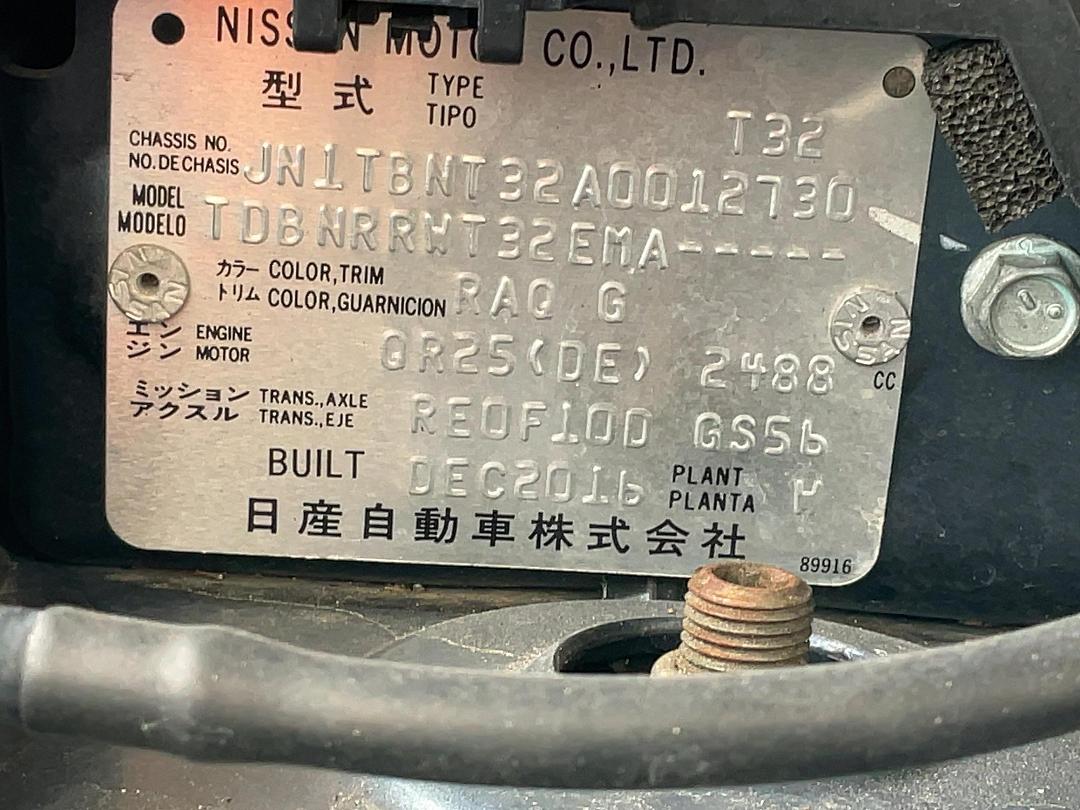 NISSAN MOTOR CO.,LTD.
型式 TYPE TIPO T32
CHASSIS NO. NO.DE CHASIS JN1TBNT32A0012730
MODEL MODELO TDBNRRWT32EMA-----
カラー トリム COLOR,TRIM COLOR,GUARNICION RAQ G
エンジン ENGINE MOTOR QR25(DE) 2488 CC
ミッション アクスル TRANS.,AXLE TRANS.,EJE RE0F10D GS56
BUILT DEC2016 PLANT PLANTA
日産自動車株式会社
89916